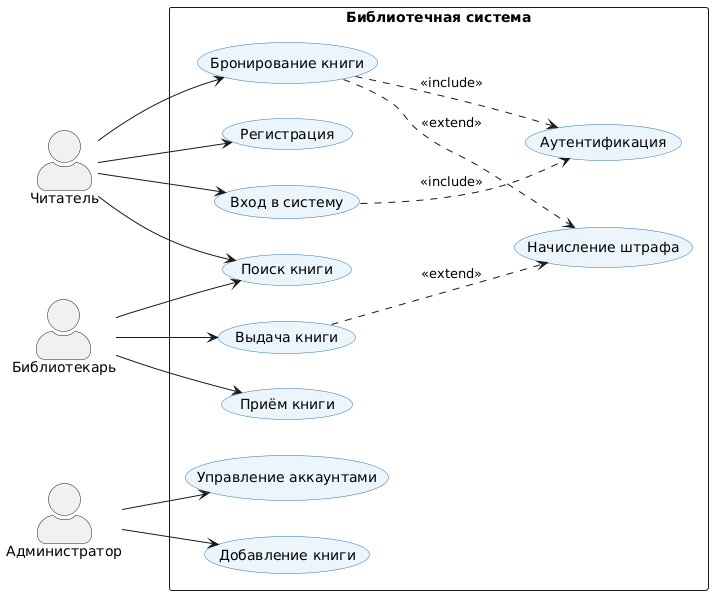 Библиотечная система
Бронирование книги
«include»
«extend»
Регистрация
Аутентификация
Читатель
Вход в систему
«include»
Начисление штрафа
Поиск книги
«extend»
Выдача книги
Библиотекарь
Приём книги
Управление аккаунтами
Администратор
Добавление книги